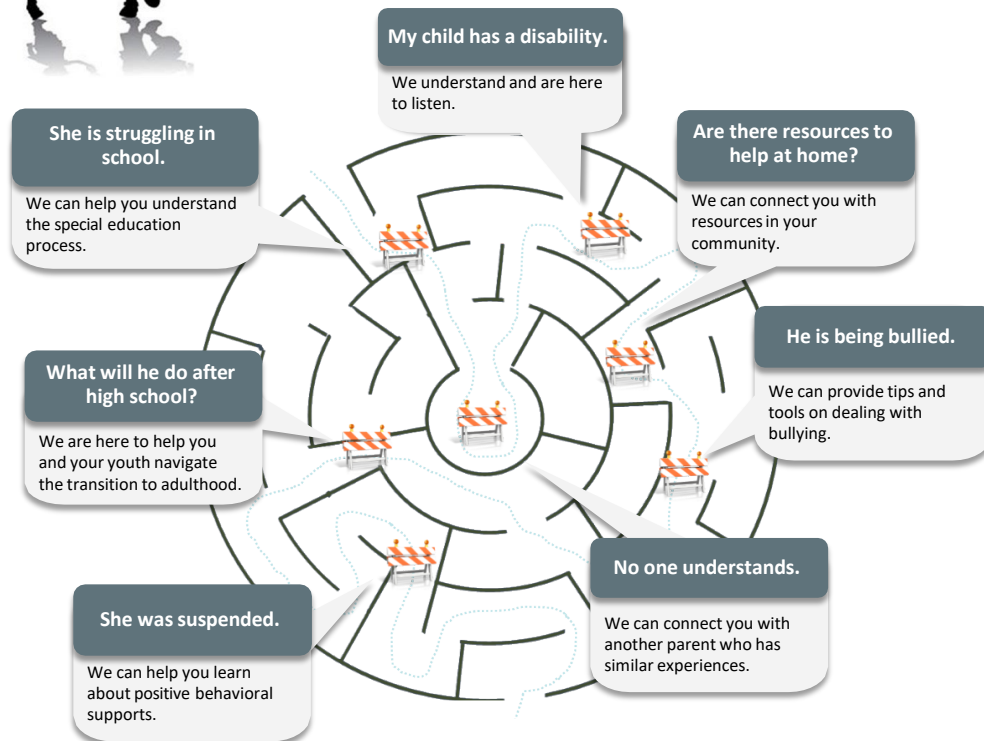 My child has a disability.
We understand and are here
to listen.
She is struggling in
school.
We can help you understand
the special education
process.
Are there resources to
help at home?
We can connect you with
resources in your
community.
He is being bullied.
We can provide tips and
tools on dealing with
bullying.
What will he do after
high school?
We are here to help you
and your youth navigate
the transition to adulthood.
No one understands.
We can connect you with
another parent who has
similar experiences.
She was suspended.
We can help you learn
about positive behavioral
supports.